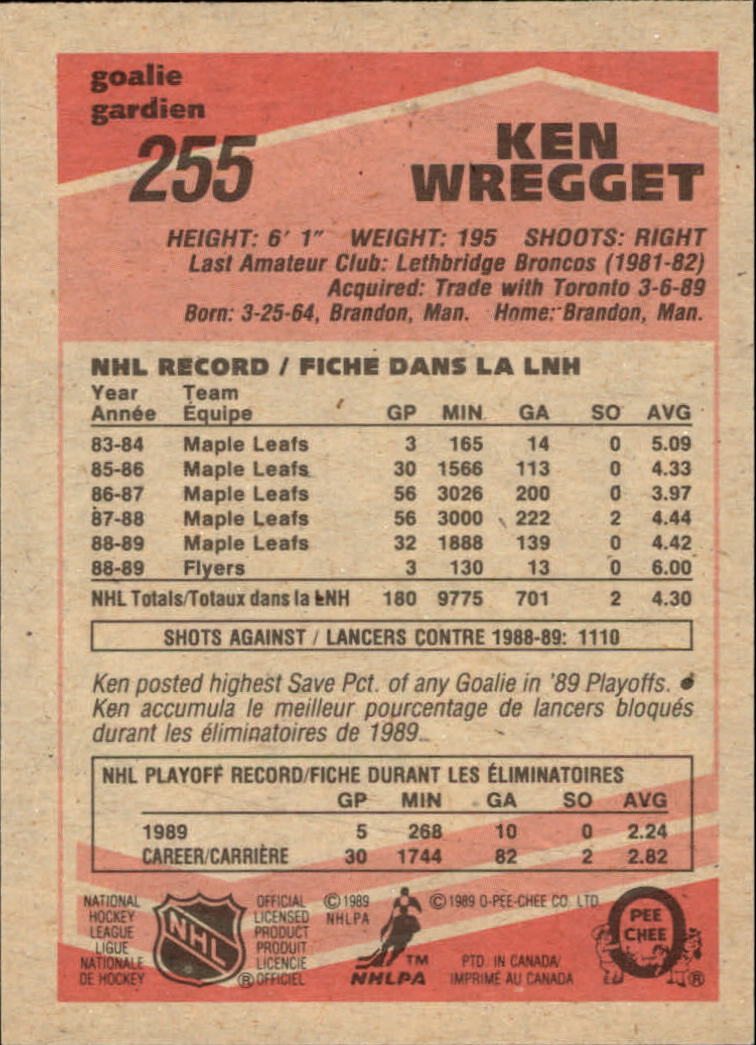 goalie
gardien
255
KEN
WREGGET
HEIGHT: 6' 1" WEIGHT: 195 SHOOTS: RIGHT
Last Amateur Club: Lethbridge Broncos (1981-82)
Acquired: Trade with Toronto 3-6-89
Born: 3-25-64, Brandon, Man. Home: Brandon, Man.
NHL RECORD / FICHE DANS LA LNH
Year Team
Année Équipe GP MIN GA SO AVG
83-84 Maple Leafs 3 165 14 0 5.09
85-86 Maple Leafs 30 1566 113 0 4.33
86-87 Maple Leafs 56 3026 200 0 3.97
87-88 Maple Leafs 56 3000 222 2 4.44
88-89 Maple Leafs 32 1888 139 0 4.42
88-89 Flyers 3 130 13 0 6.00
NHL Totals/Totaux dans la LNH 180 9775 701 2 4.30
SHOTS AGAINST / LANCERS CONTRE 1988-89: 1110
Ken posted highest Save Pct. of any Goalie in '89 Playoffs. •
Ken accumula le meilleur pourcentage de lancers bloqués
durant les éliminatoires de 1989.
NHL PLAYOFF RECORD/FICHE DURANT LES ÉLIMINATOIRES
GP MIN GA SO AVG
1989 5 268 10 0 2.24
CAREER/CARRIÈRE 30 1744 82 2 2.82
NATIONAL
HOCKEY
LEAGUE
LIGUE
NATIONALE
DE HOCKEY
NHL
®
OFFICIAL
LICENSED
PRODUCT
PRODUIT
LICENCIE
OFFICIEL
© 1989
NHLPA
TM
NHLPA
© 1989 O-PEE-CHEE CO. LTD.
PTD. IN CANADA/
IMPRIMÉ AU CANADA
PEE
CHEE
®